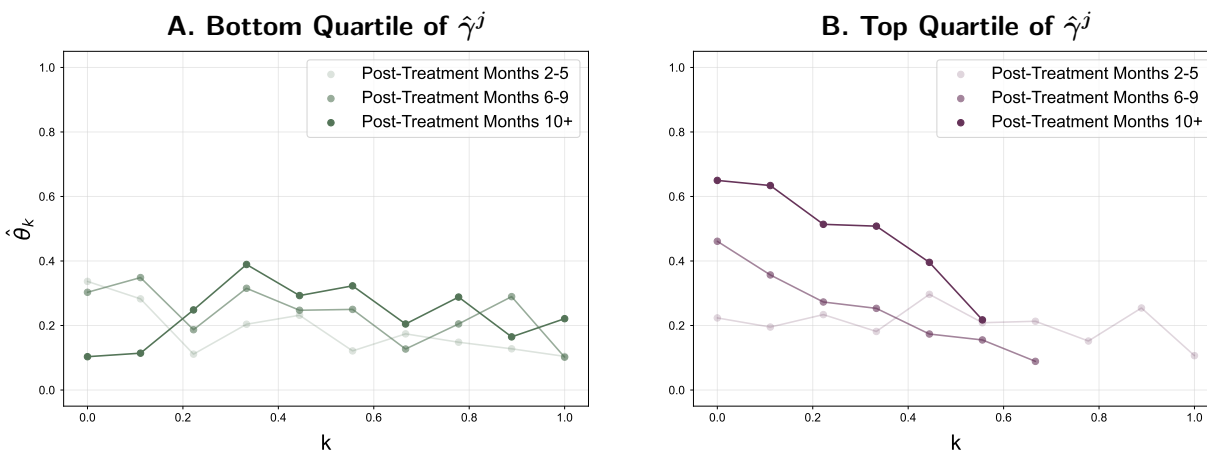 A. Bottom Quartile of γ̂ʲ
1.0
0.8
0.6
0.4
0.2
0.0
θ̂ₖ
Post-Treatment Months 2-5
Post-Treatment Months 6-9
Post-Treatment Months 10+
0.0 0.2 0.4 0.6 0.8 1.0
k
B. Top Quartile of γ̂ʲ
1.0
0.8
0.6
0.4
0.2
0.0
Post-Treatment Months 2-5
Post-Treatment Months 6-9
Post-Treatment Months 10+
0.0 0.2 0.4 0.6 0.8 1.0
k